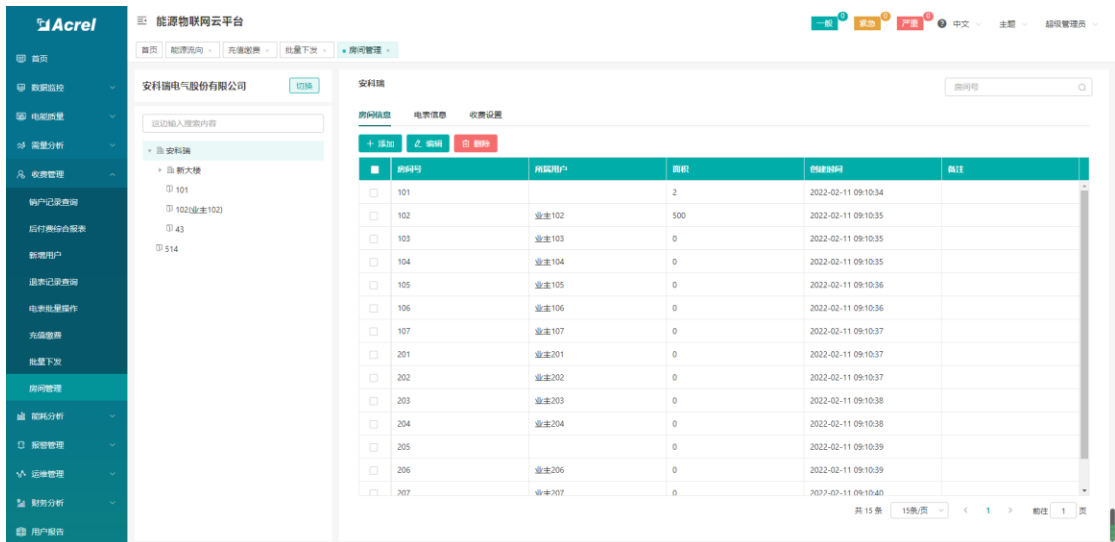 Acrel
首页
数据监控
电能质量
需量分析
收费管理
销户记录查询
后付费综合报表
新增用户
退表记录查询
电表批量操作
充值缴费
批量下发
房间管理
能耗分析
报警管理
运维管理
财务分析
用户报告
能源物联网云平台
一般 0 紧急 0 严重 0 中文 主题 超级管理员
首页 能源流向 充值缴费 批量下发 房间管理
安科瑞电气股份有限公司 切换
这边输入搜索内容
安科瑞
新大楼
101
102(业主102)
43
514
安科瑞 房间号
房间信息 电表信息 收费设置
+ 添加 编辑 删除
房间号 所属用户 面积 创建时间 备注
101 2 2022-02-11 09:10:34
102 业主102 500 2022-02-11 09:10:35
103 业主103 0 2022-02-11 09:10:35
104 业主104 0 2022-02-11 09:10:35
105 业主105 0 2022-02-11 09:10:36
106 业主106 0 2022-02-11 09:10:36
107 业主107 0 2022-02-11 09:10:37
201 业主201 0 2022-02-11 09:10:37
202 业主202 0 2022-02-11 09:10:37
203 业主203 0 2022-02-11 09:10:38
204 业主204 0 2022-02-11 09:10:38
205 0 2022-02-11 09:10:39
206 业主206 0 2022-02-11 09:10:39
207 业主207 0 2022-02-11 09:10:40
共 15 条 15条/页 < 1 > 前往 1 页